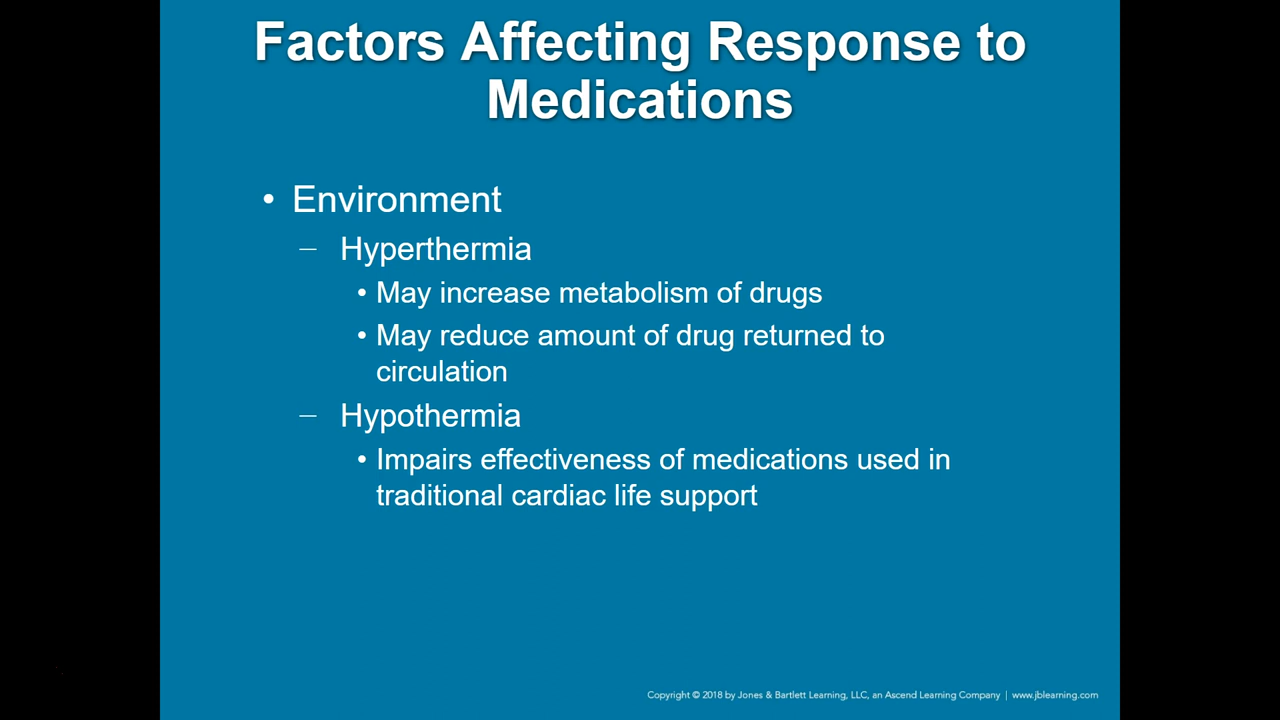 Factors Affecting Response to
Medications
• Environment
– Hyperthermia
• May increase metabolism of drugs
• May reduce amount of drug returned to
circulation
– Hypothermia
• Impairs effectiveness of medications used in
traditional cardiac life support
Copyright © 2018 by Jones & Bartlett Learning, LLC, an Ascend Learning Company | www.jblearning.com